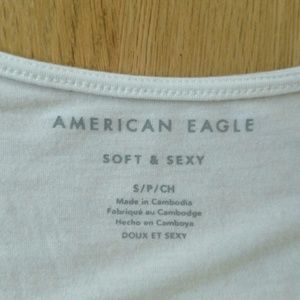 AMERICAN EAGLE
SOFT & SEXY
S/P/CH
Made in Cambodia
Fabriqué au Cambodge
Hecho en Camboya
DOUX ET SEXY